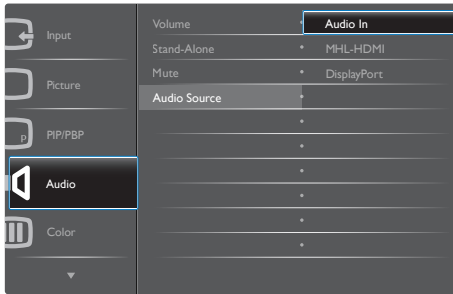 Input
Picture
P
PIP/PBP
Audio
Color
Volume
Stand-Alone
Mute
Audio Source
Audio In
MHL-HDMI
DisplayPort